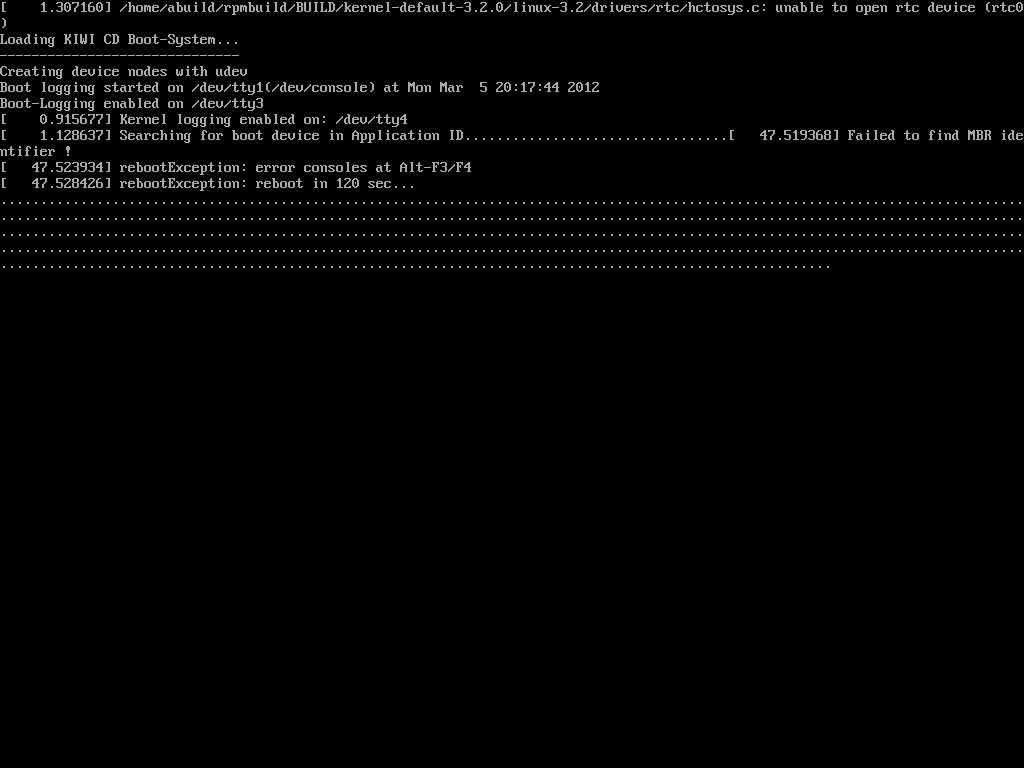 [    1.307160] /home/abuild/rpmbuild/BUILD/kernel-default-3.2.0/linux-3.2/drivers/rtc/hctosys.c: unable to open rtc device (rtc0
)
Loading KIWI CD Boot-System...
------------------------------
Creating device nodes with udev
Boot logging started on /dev/tty1(/dev/console) at Mon Mar  5 20:17:44 2012
Boot-Logging enabled on /dev/tty3
[    0.915677] Kernel logging enabled on: /dev/tty4
[    1.128637] Searching for boot device in Application ID.................................[   47.519368] Failed to find MBR ide
ntifier !
[   47.523934] rebootException: error consoles at Alt-F3/F4
[   47.528426] rebootException: reboot in 120 sec...
................................................................................................................................
................................................................................................................................
................................................................................................................................
................................................................................................................................
........................................................................................................